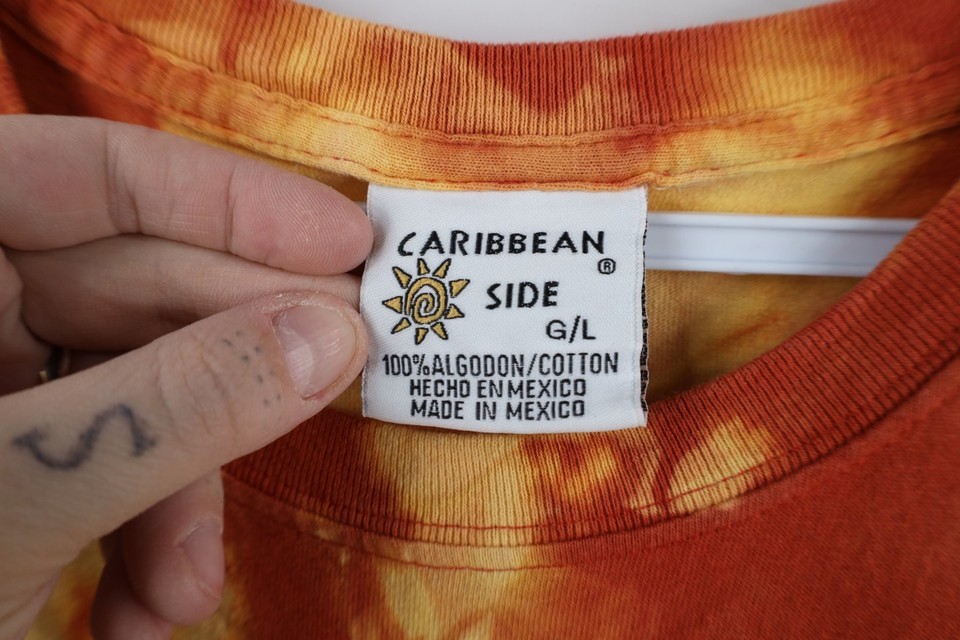 CARIBBEAN
®
SIDE
G/L
100% ALGODON/COTTON
HECHO EN MEXICO
MADE IN MEXICO